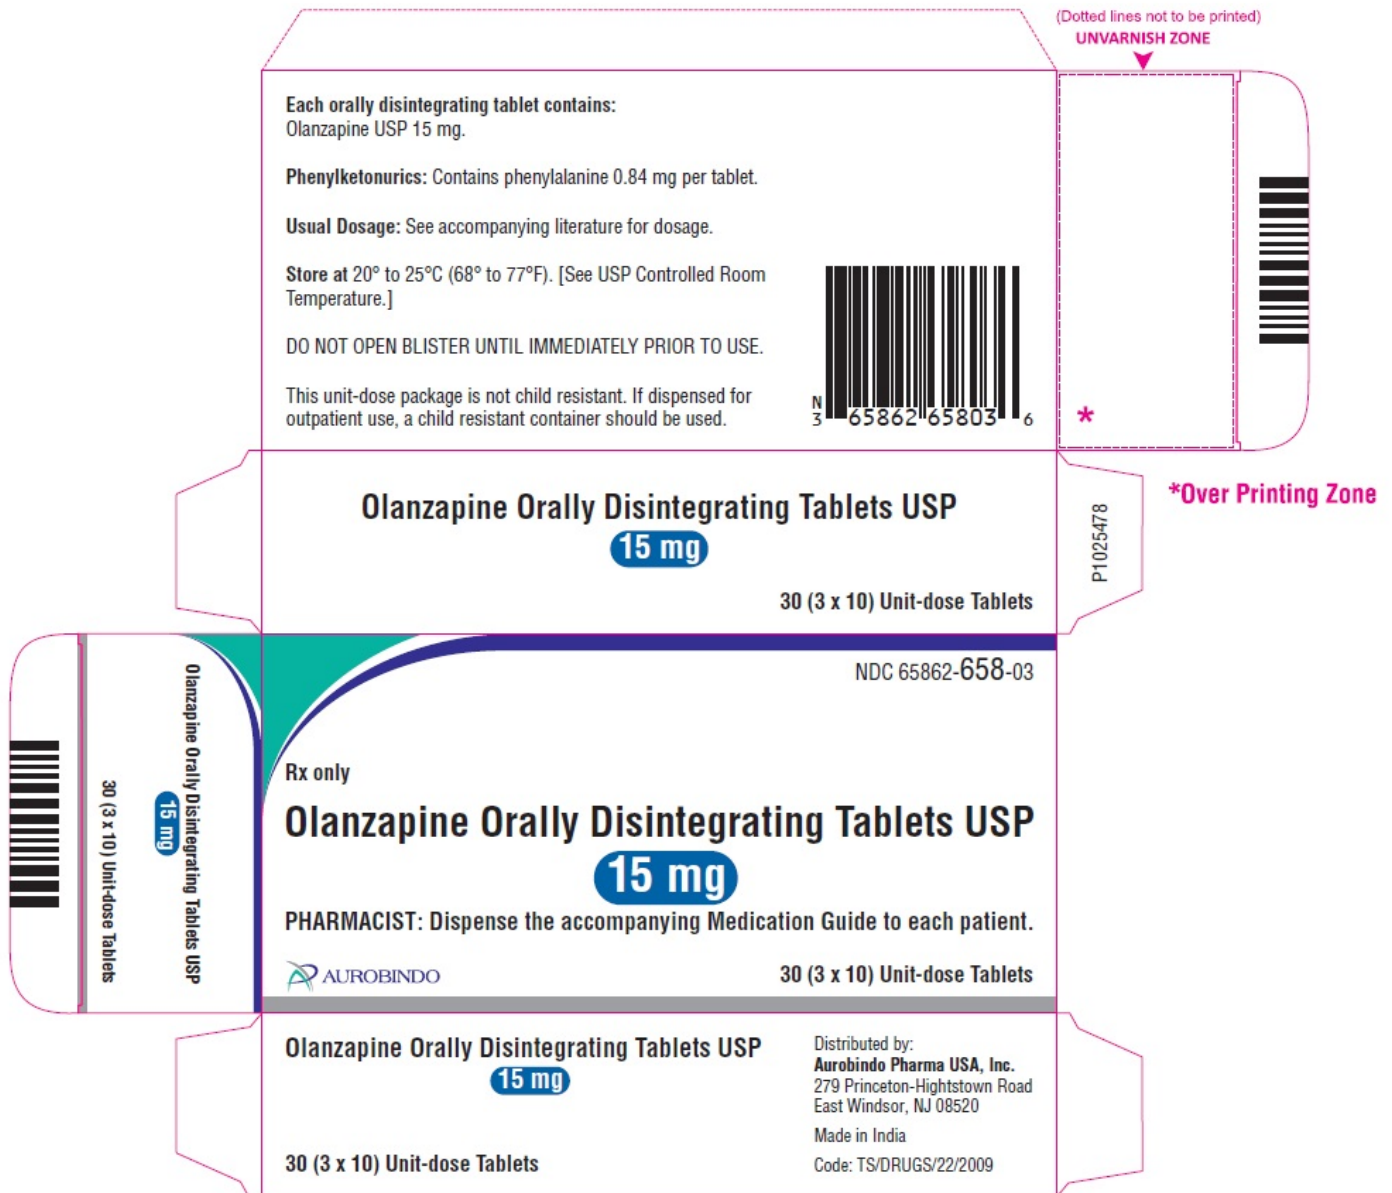 (Dotted lines not to be printed)
UNVARNISH ZONE
Each orally disintegrating tablet contains:
Olanzapine USP 15 mg.
Phenylketonurics: Contains phenylalanine 0.84 mg per tablet.
Usual Dosage: See accompanying literature for dosage.
Store at 20° to 25°C (68° to 77°F). [See USP Controlled Room
Temperature.]
DO NOT OPEN BLISTER UNTIL IMMEDIATELY PRIOR TO USE.
This unit-dose package is not child resistant. If dispensed for
outpatient use, a child resistant container should be used.
N
3 65862 65803 6
*
*Over Printing Zone
Olanzapine Orally Disintegrating Tablets USP
15 mg
30 (3 x 10) Unit-dose Tablets
P1025478
Olanzapine Orally Disintegrating Tablets USP
15 mg
30 (3 x 10) Unit-dose Tablets
NDC 65862-658-03
Rx only
Olanzapine Orally Disintegrating Tablets USP
15 mg
PHARMACIST: Dispense the accompanying Medication Guide to each patient.
AUROBINDO
30 (3 x 10) Unit-dose Tablets
Olanzapine Orally Disintegrating Tablets USP
15 mg
30 (3 x 10) Unit-dose Tablets
Distributed by:
Aurobindo Pharma USA, Inc.
279 Princeton-Hightstown Road
East Windsor, NJ 08520
Made in India
Code: TS/DRUGS/22/2009